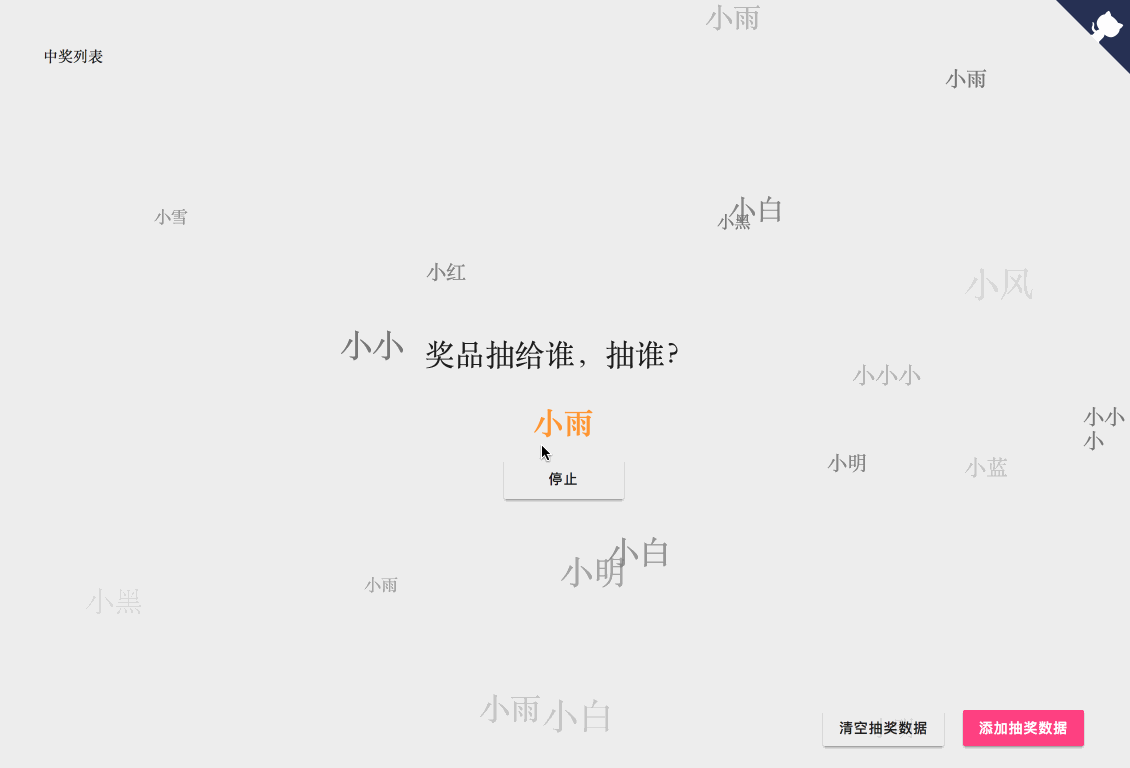 小雨
中奖列表
小雨
小白
小黑
小雪
小红
小风
小小
奖品抽给谁，抽谁?
小小小
小雨
小小
小
小明
小蓝
停止
小白
小明
小雨
小黑
小雨
小白
清空抽奖数据
添加抽奖数据